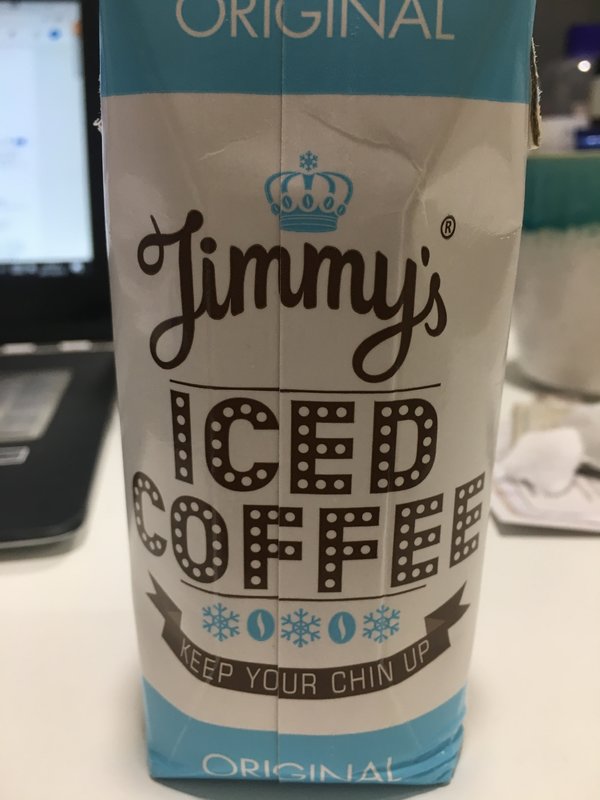 ORIGINAL
Jimmy's®
ICED
COFFEE
KEEP YOUR CHIN UP
ORIGINAL